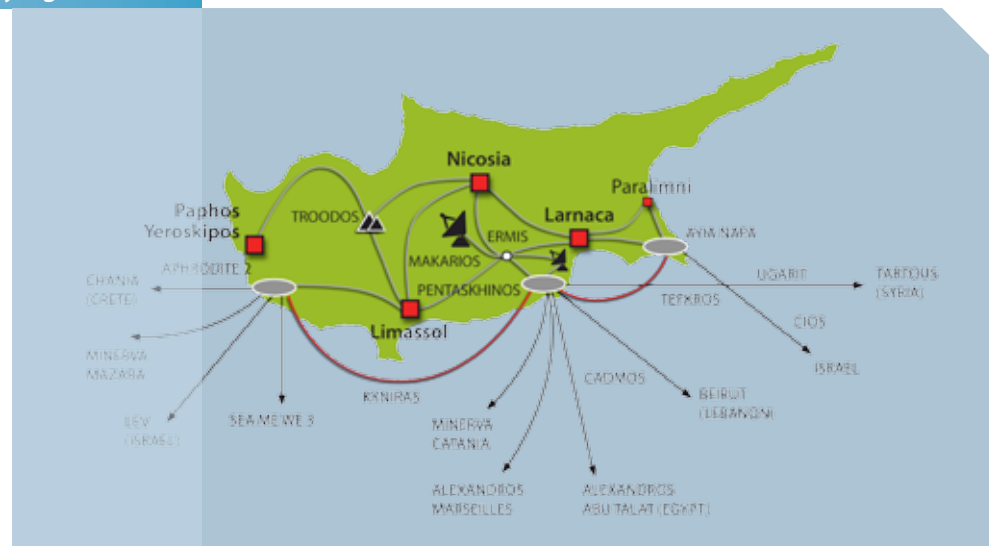 Nicosia
Paralimni
Paphos
Yeroskipos
TROODOS
Larnaca
ERMIS
AYIA NAPA
MAKARIOS
APHRODITE 2
CHANIA
(CRETE)
PENTASKHINOS
UGARIT
TARTOUS
(SYRIA)
TEFKROS
Limassol
CIOS
MINERVA
MAZARA
ISRAEL
CADMOS
KKNIRAS
BEIRUT
(LEBANON)
LEV
(ISRAEL)
SEA ME WE 3
MINERVA
CATANIA
ALEXANDROS
MARSEILLES
ALEXANDROS
ABU TALAT (EGYPT)